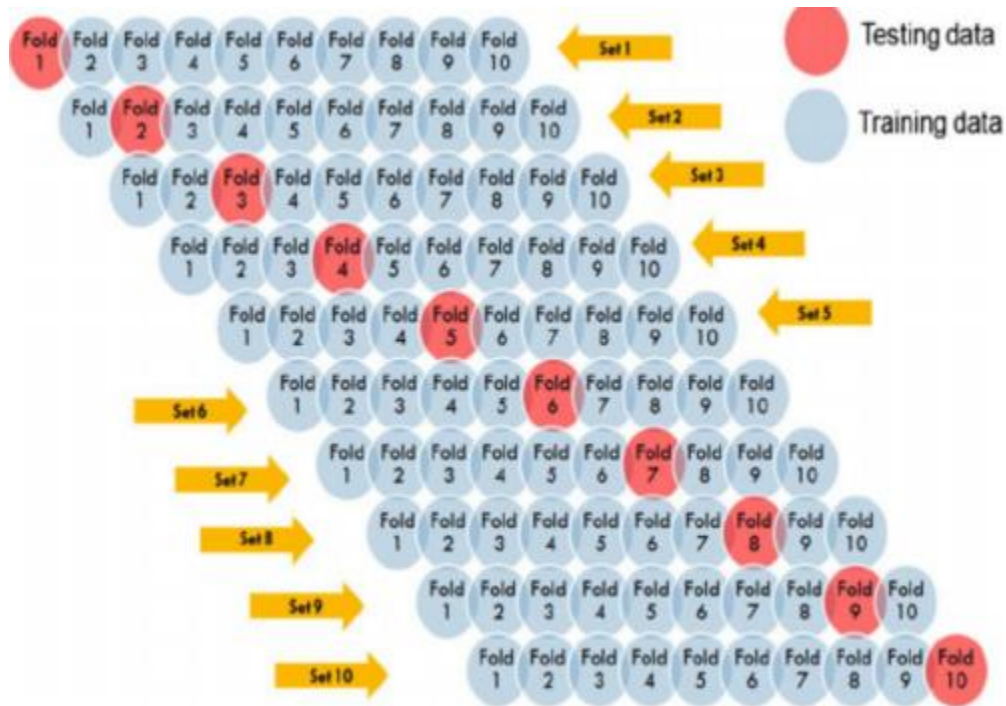 Fold Fold Fold Fold Fold Fold Fold Fold Fold Fold
1 2 3 4 5 6 7 8 9 10
Set 1
Testing data
Fold Fold Fold Fold Fold Fold Fold Fold Fold Fold
1 2 3 4 5 6 7 8 9 10
Set 2
Training data
Fold Fold Fold Fold Fold Fold Fold Fold Fold Fold
1 2 3 4 5 6 7 8 9 10
Set 3
Fold Fold Fold Fold Fold Fold Fold Fold Fold Fold
1 2 3 4 5 6 7 8 9 10
Set 4
Fold Fold Fold Fold Fold Fold Fold Fold Fold Fold
1 2 3 4 5 6 7 8 9 10
Set 5
Set 6
Fold Fold Fold Fold Fold Fold Fold Fold Fold Fold
1 2 3 4 5 6 7 8 9 10
Set 7
Fold Fold Fold Fold Fold Fold Fold Fold Fold Fold
1 2 3 4 5 6 7 8 9 10
Set 8
Fold Fold Fold Fold Fold Fold Fold Fold Fold Fold
1 2 3 4 5 6 7 8 9 10
Set 9
Fold Fold Fold Fold Fold Fold Fold Fold Fold Fold
1 2 3 4 5 6 7 8 9 10
Set 10
Fold Fold Fold Fold Fold Fold Fold Fold Fold Fold
1 2 3 4 5 6 7 8 9 10